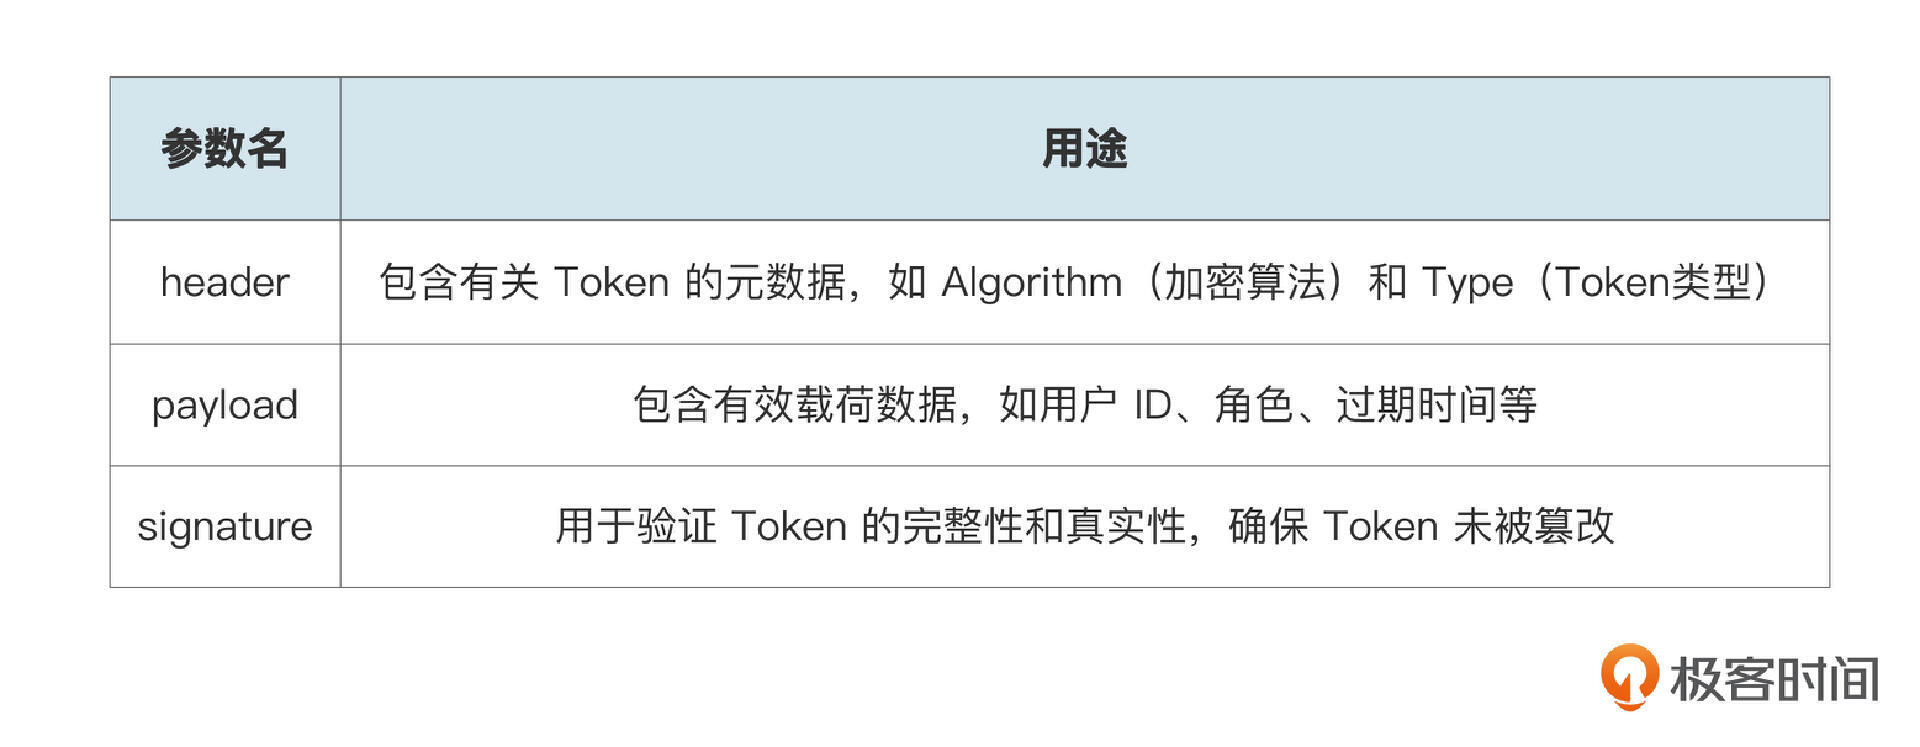 参数名 用途
header 包含有关 Token 的元数据，如 Algorithm（加密算法）和 Type（Token类型）
payload 包含有效载荷数据，如用户 ID、角色、过期时间等
signature 用于验证 Token 的完整性和真实性，确保 Token 未被篡改
极客时间